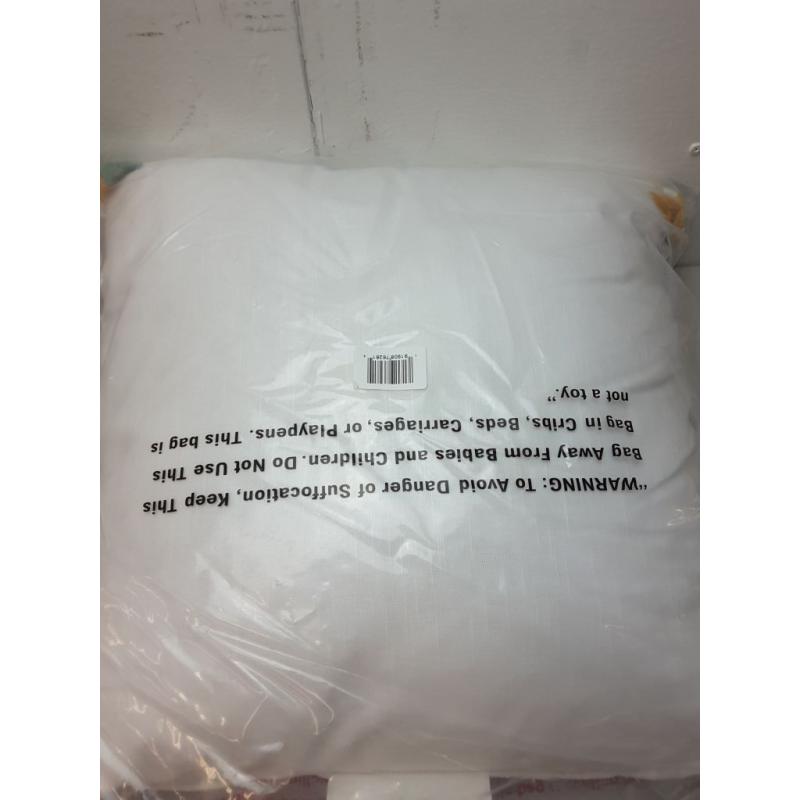 "WARNING: To Avoid Danger of Suffocation, Keep This
Bag Away From Babies and Children. Do Not Use This
Bag in Cribs, Beds, Carriages, or Playpens. This bag is
not a toy."